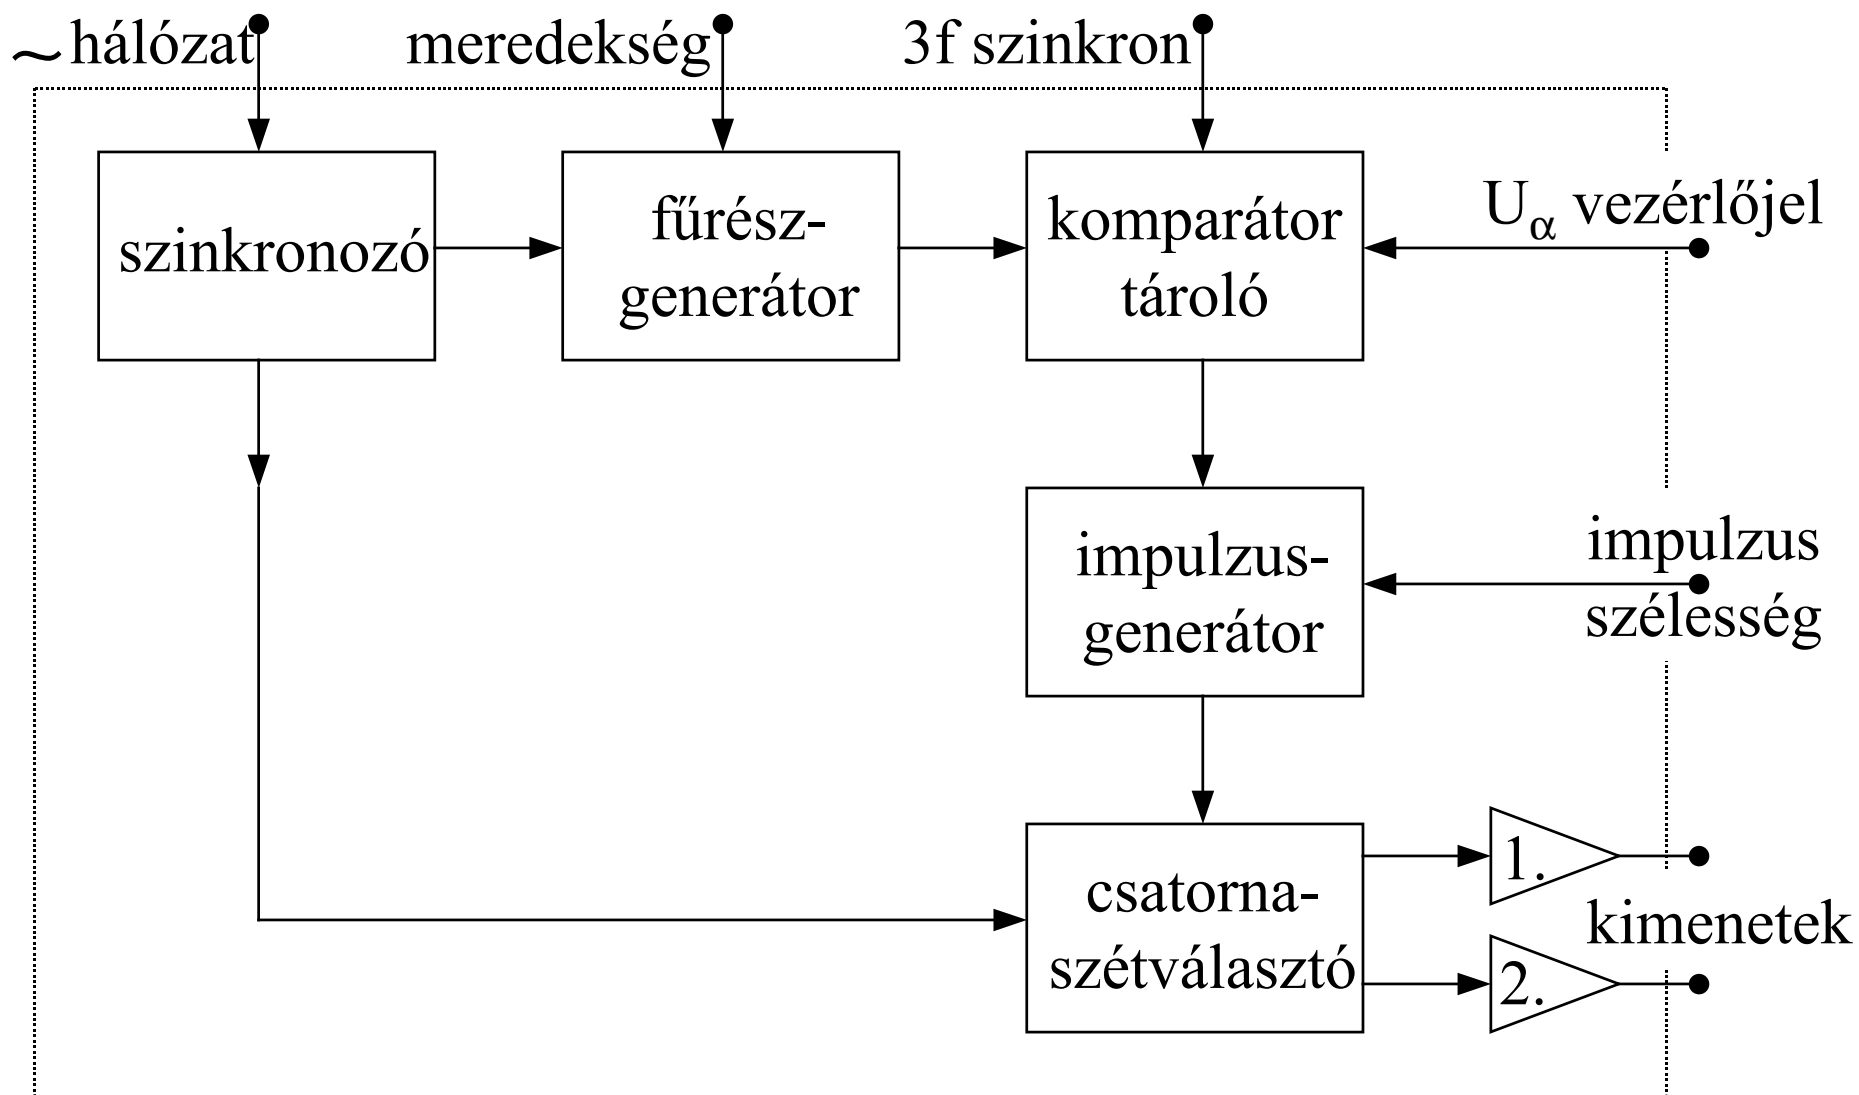 ~ hálózat
meredekség
3f szinkron
szinkronozó
fűrész-
generátor
komparátor
tároló
Uα vezérlőjel
impulzus-
generátor
impulzus
szélesség
csatorna-
szétválasztó
1.
2.
kimenetek